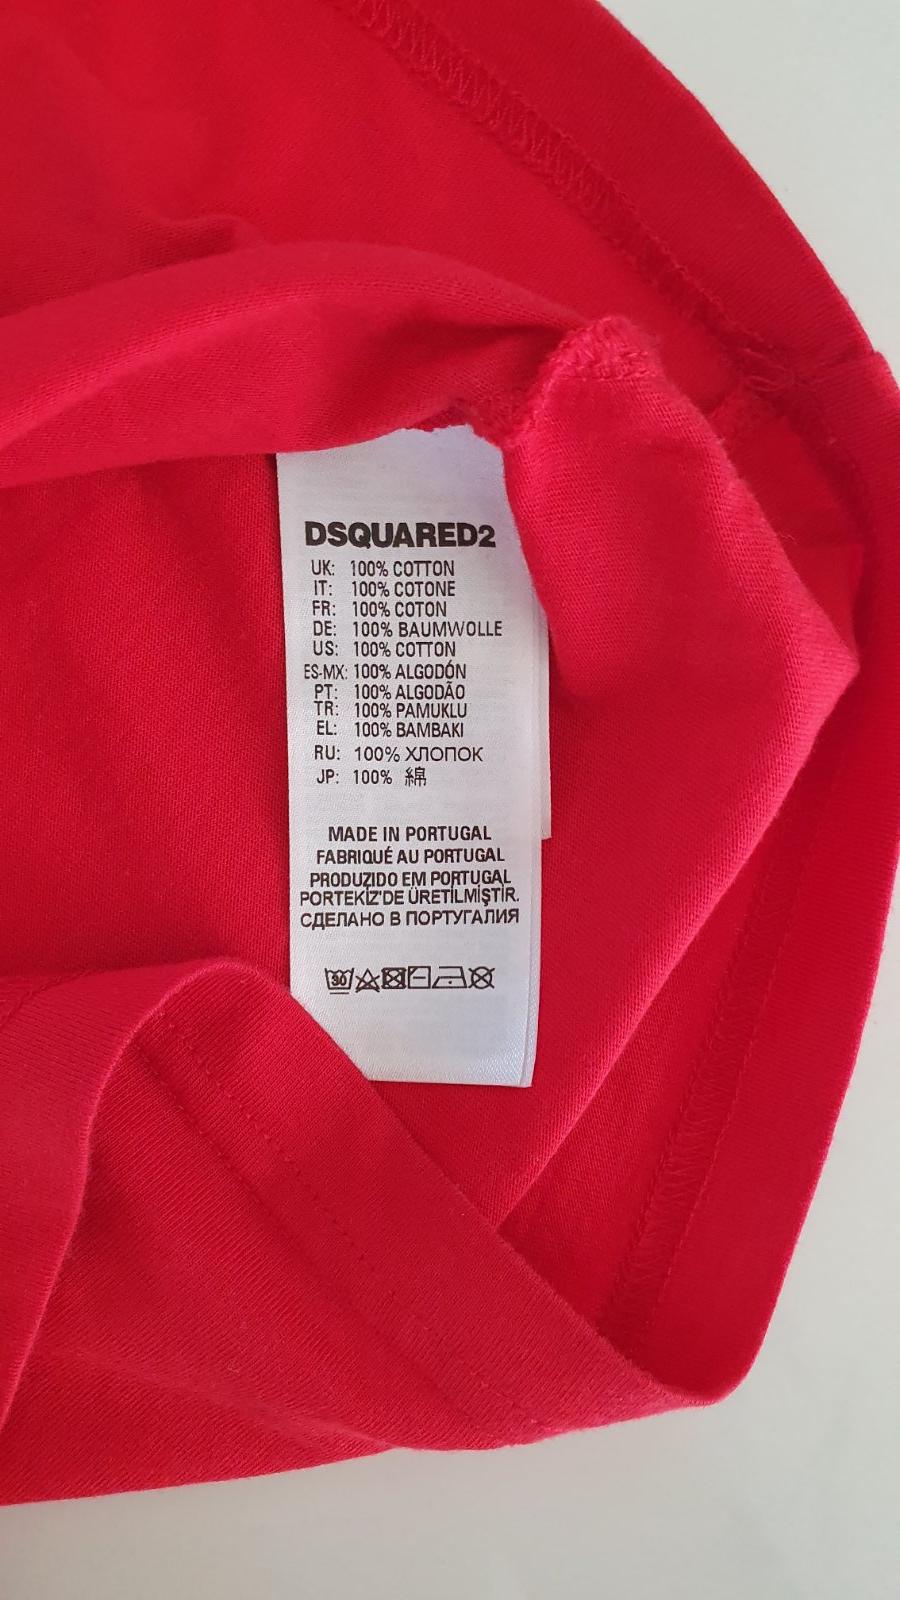 DSQUARED2
UK: 100% COTTON
IT: 100% COTONE
FR: 100% COTON
DE: 100% BAUMWOLLE
US: 100% COTTON
ES-MX: 100% ALGODÓN
PT: 100% ALGODÃO
TR: 100% PAMUKLU
EL: 100% BAMBAKI
RU: 100% ХЛОПОК
JP: 100% 綿
MADE IN PORTUGAL
FABRIQUÉ AU PORTUGAL
PRODUZIDO EM PORTUGAL
PORTEKİZ'DE ÜRETİLMİŞTİR.
СДЕЛАНО В ПОРТУГАЛИЯ
30